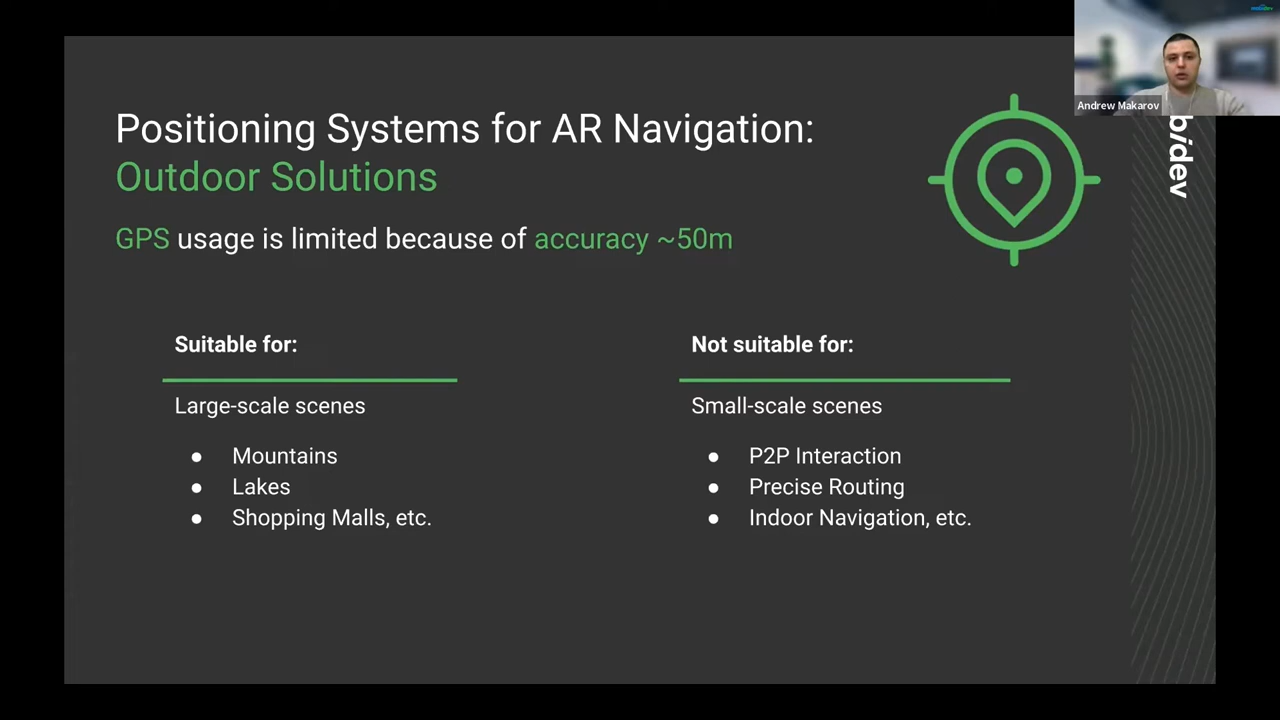 Positioning Systems for AR Navigation:
Outdoor Solutions
GPS usage is limited because of accuracy ~50m
Suitable for:
Large-scale scenes
● Mountains
● Lakes
● Shopping Malls, etc.
Not suitable for:
Small-scale scenes
● P2P Interaction
● Precise Routing
● Indoor Navigation, etc.
Andrew Makarov
bidev